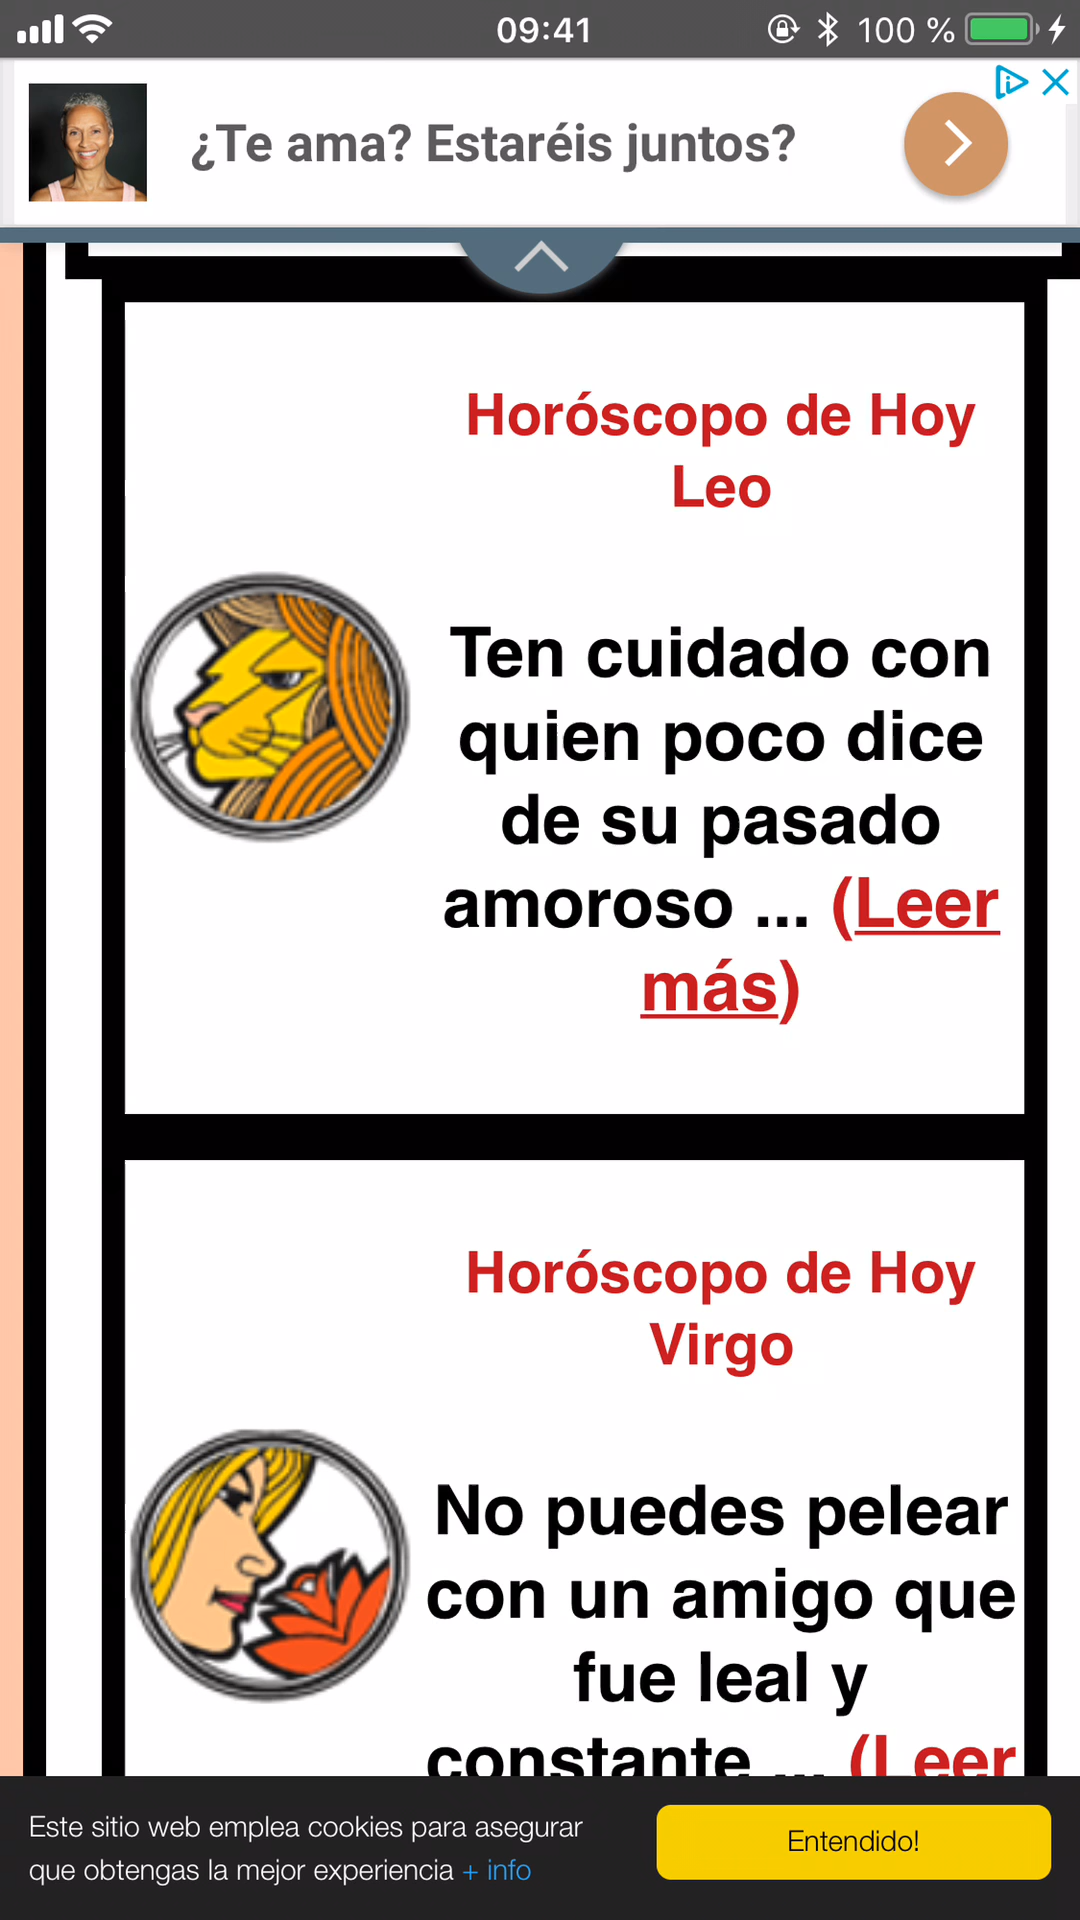 09:41
100 %
¿Te ama? Estaréis juntos?
Horóscopo de Hoy
Leo
Ten cuidado con
quien poco dice
de su pasado
amoroso ... (Leer
más)
Horóscopo de Hoy
Virgo
No puedes pelear
con un amigo que
fue leal y
constante ... (Leer
Este sitio web emplea cookies para asegurar
que obtengas la mejor experiencia + info
Entendido!